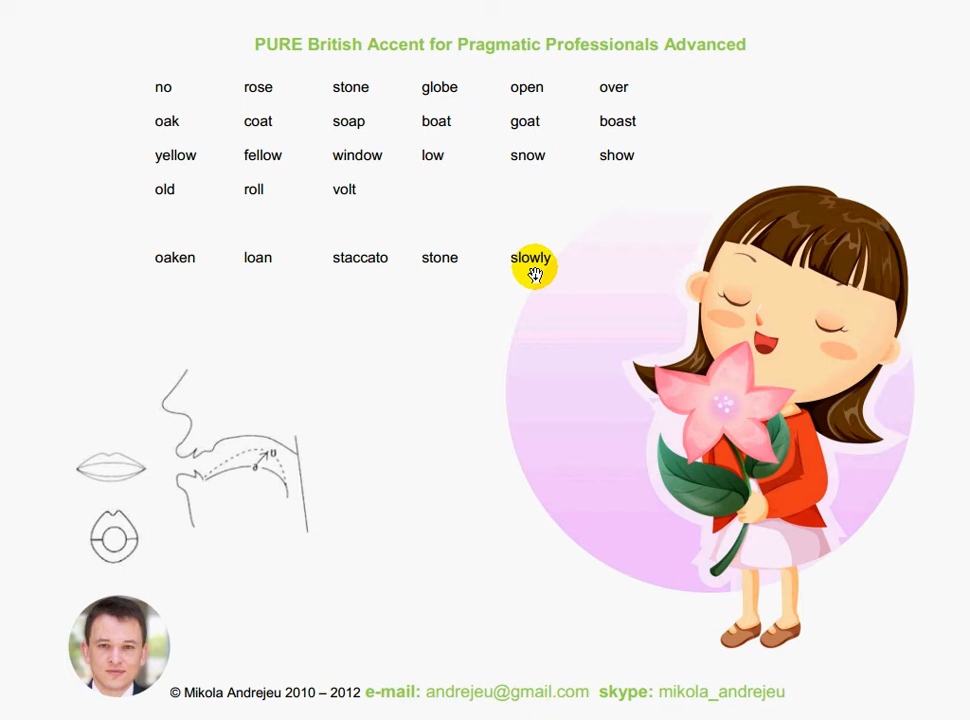 PURE British Accent for Pragmatic Professionals Advanced
no rose stone globe open over
oak coat soap boat goat boast
yellow fellow window low snow show
old roll volt
oaken loan staccato stone slowly
ə ʊ
© Mikola Andrejeu 2010 – 2012 e-mail: andrejeu@gmail.com skype: mikola_andrejeu